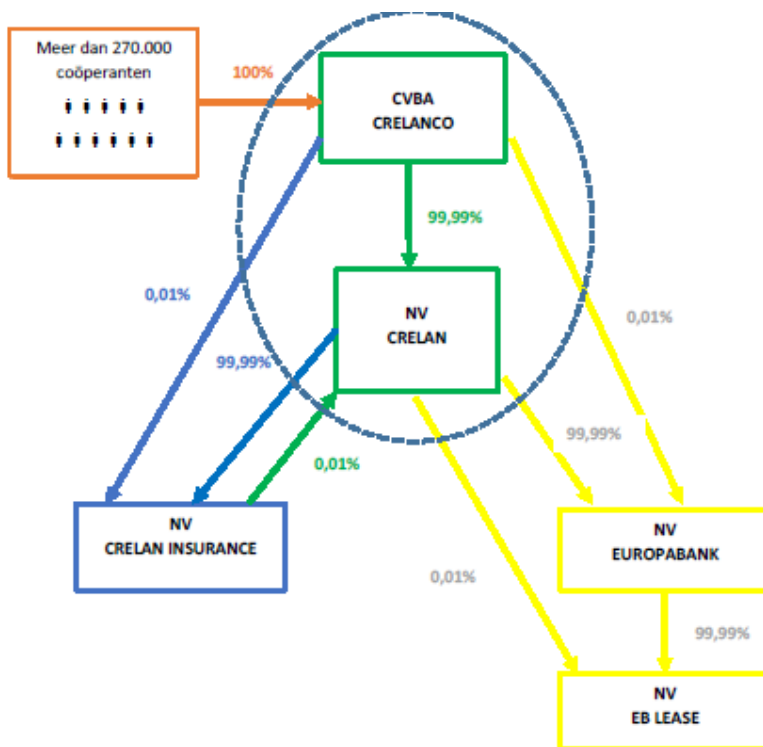 Meer dan 270.000
coöperanten
100%
CVBA
CRELANCO
99,99%
0,01%
NV
CRELAN
0,01%
99,99%
99,99%
0,01%
NV
CRELAN INSURANCE
NV
EUROPABANK
0,01%
99,99%
NV
EB LEASE